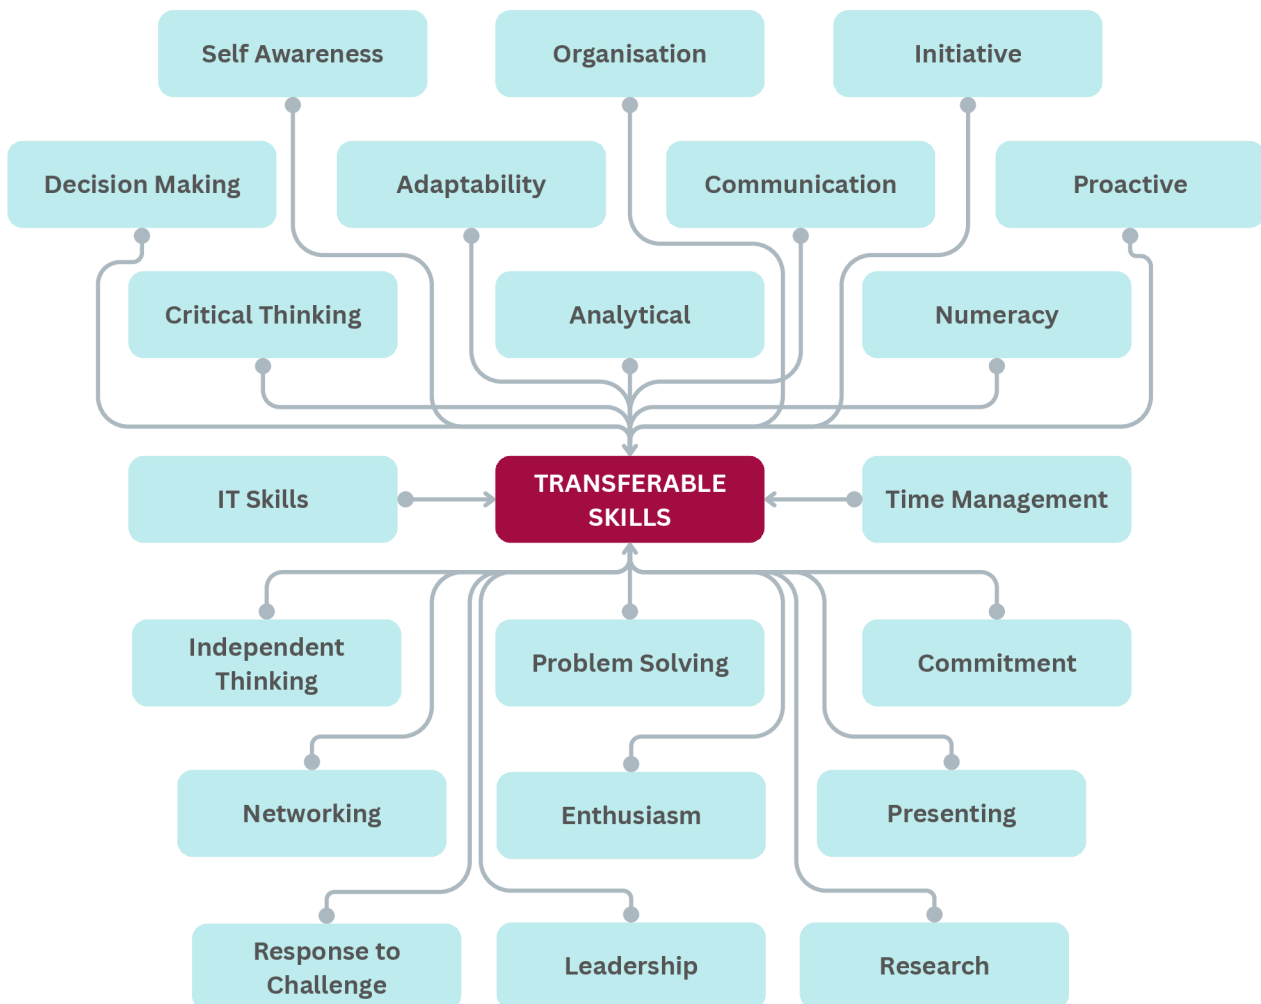 Self Awareness
Organisation
Initiative
Decision Making
Adaptability
Communication
Proactive
Critical Thinking
Analytical
Numeracy
IT Skills
TRANSFERABLE
SKILLS
Time Management
Independent
Thinking
Problem Solving
Commitment
Networking
Enthusiasm
Presenting
Response to
Challenge
Leadership
Research